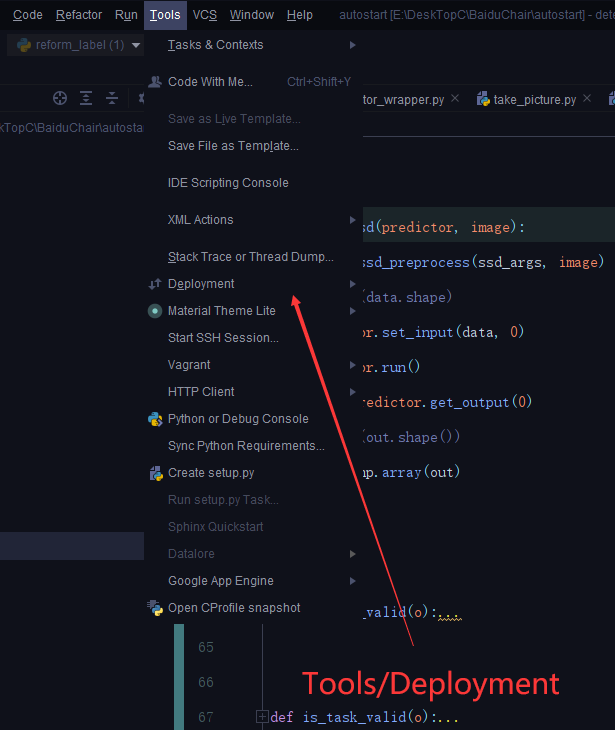 Code Refactor Run Tools VCS Window Help autostart [E:\DeskTopC\BaiduChair\autostart] - dete
reform_label (1)
Tasks & Contexts
Code With Me... Ctrl+Shift+Y
tor_wrapper.py take_picture.py
Save as Live Template...
kTopC\BaiduChair\autostar
Save File as Template...
IDE Scripting Console
XML Actions
sd(predictor, image):
Stack Trace or Thread Dump...
ssd_preprocess(ssd_args, image)
Deployment
(data.shape)
Material Theme Lite
or.set_input(data, 0)
Start SSH Session...
Vagrant
or.run()
HTTP Client
redictor.get_output(0)
Python or Debug Console
(out.shape())
Sync Python Requirements...
Create setup.py
np.array(out)
Run setup.py Task...
Sphinx Quickstart
Datalore
Google App Engine
Open CProfile snapshot
_valid(o):...
65
66
Tools/Deployment
67 def is_task_valid(o):...